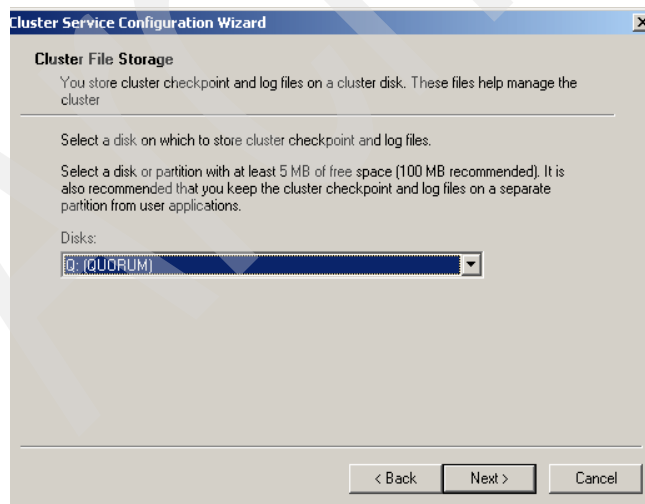 Cluster Service Configuration Wizard
Cluster File Storage
You store cluster checkpoint and log files on a cluster disk. These files help manage the
cluster
Select a disk on which to store cluster checkpoint and log files.
Select a disk or partition with at least 5 MB of free space (100 MB recommended). It is
also recommended that you keep the cluster checkpoint and log files on a separate
partition from user applications.
Disks:
Q: (QUORUM)
< Back Next > Cancel